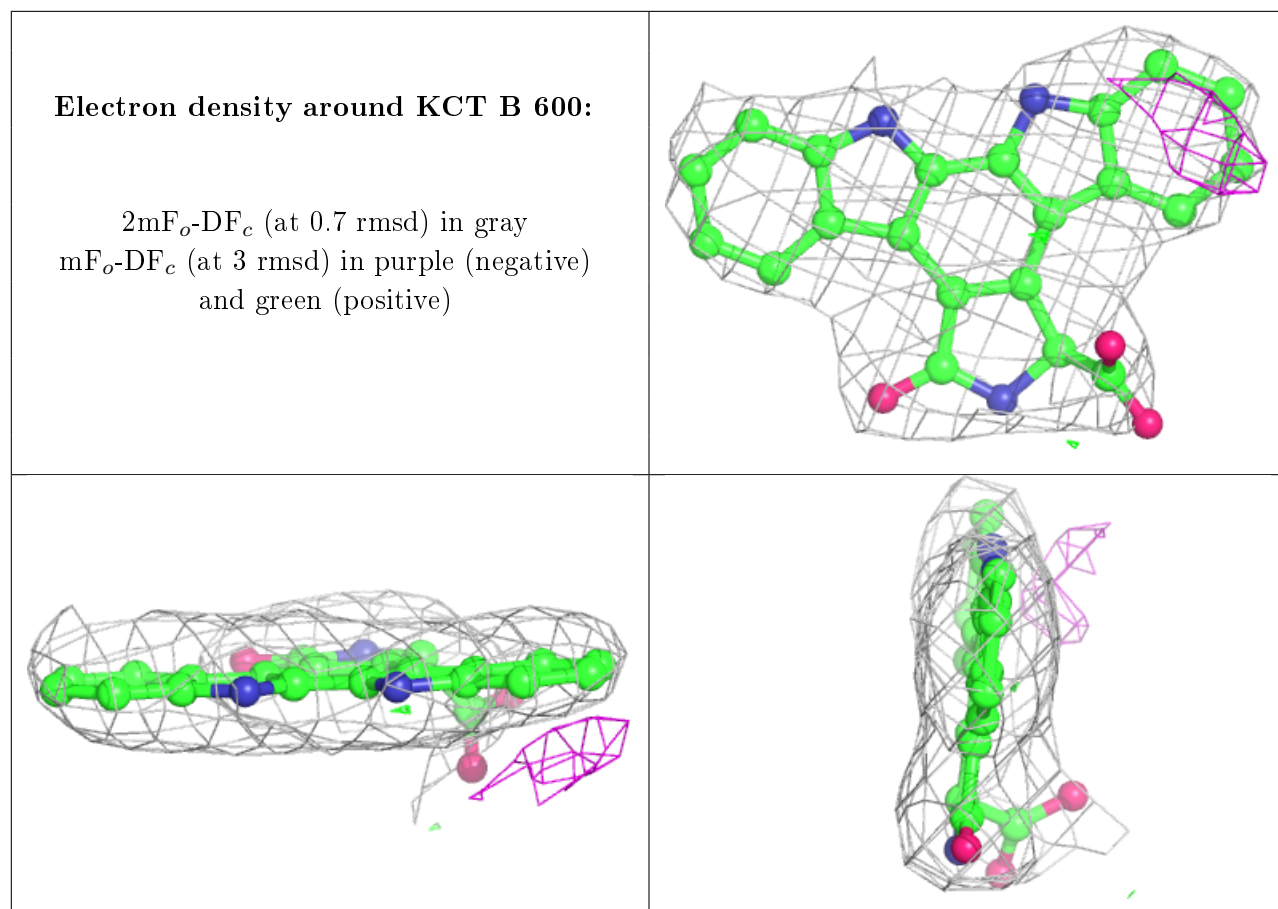 Electron density around KCT B 600:
2mFₒ-DF𝒸 (at 0.7 rmsd) in gray
mFₒ-DF𝒸 (at 3 rmsd) in purple (negative)
and green (positive)